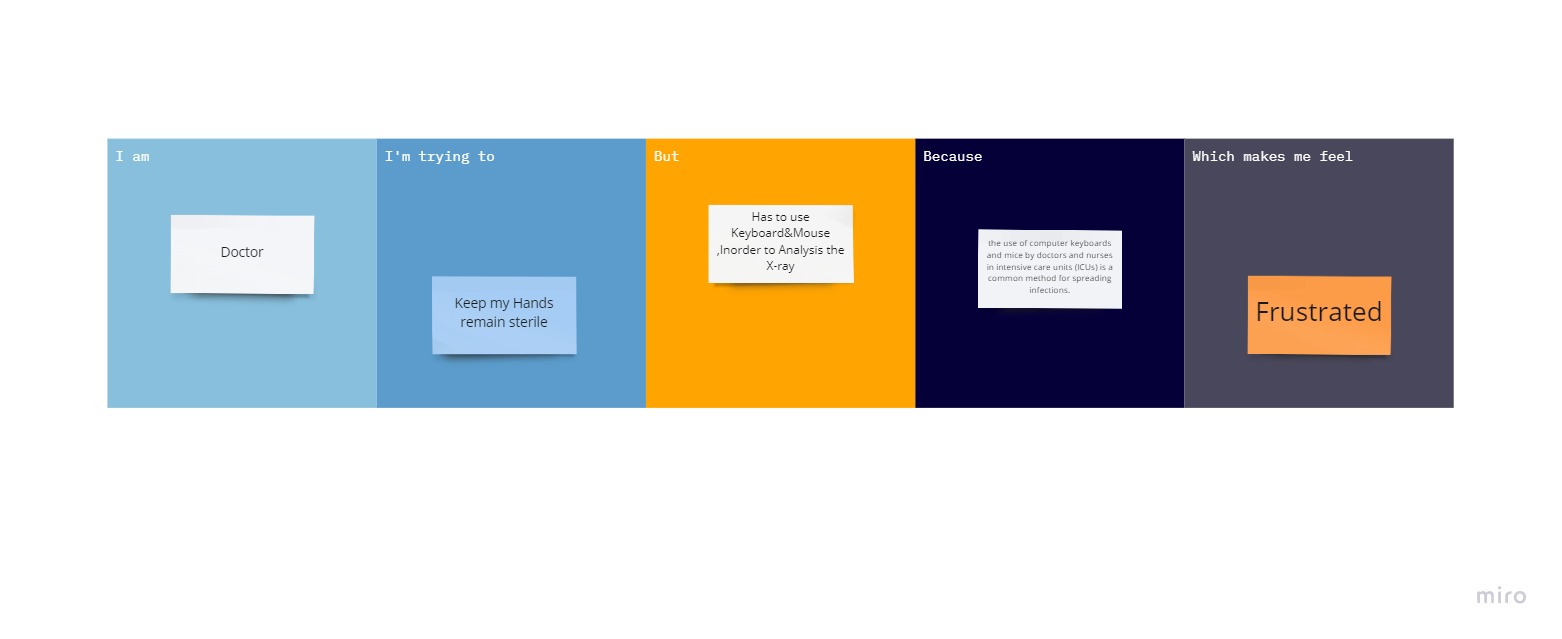 I am
Doctor
I'm trying to
Keep my Hands
remain sterile
But
Has to use
Keyboard&Mouse
,Inorder to Analysis the
X-ray
Because
the use of computer keyboards
and mice by doctors and nurses
in intensive care units (ICUs) is a
common method for spreading
infections.
Which makes me feel
Frustrated
miro